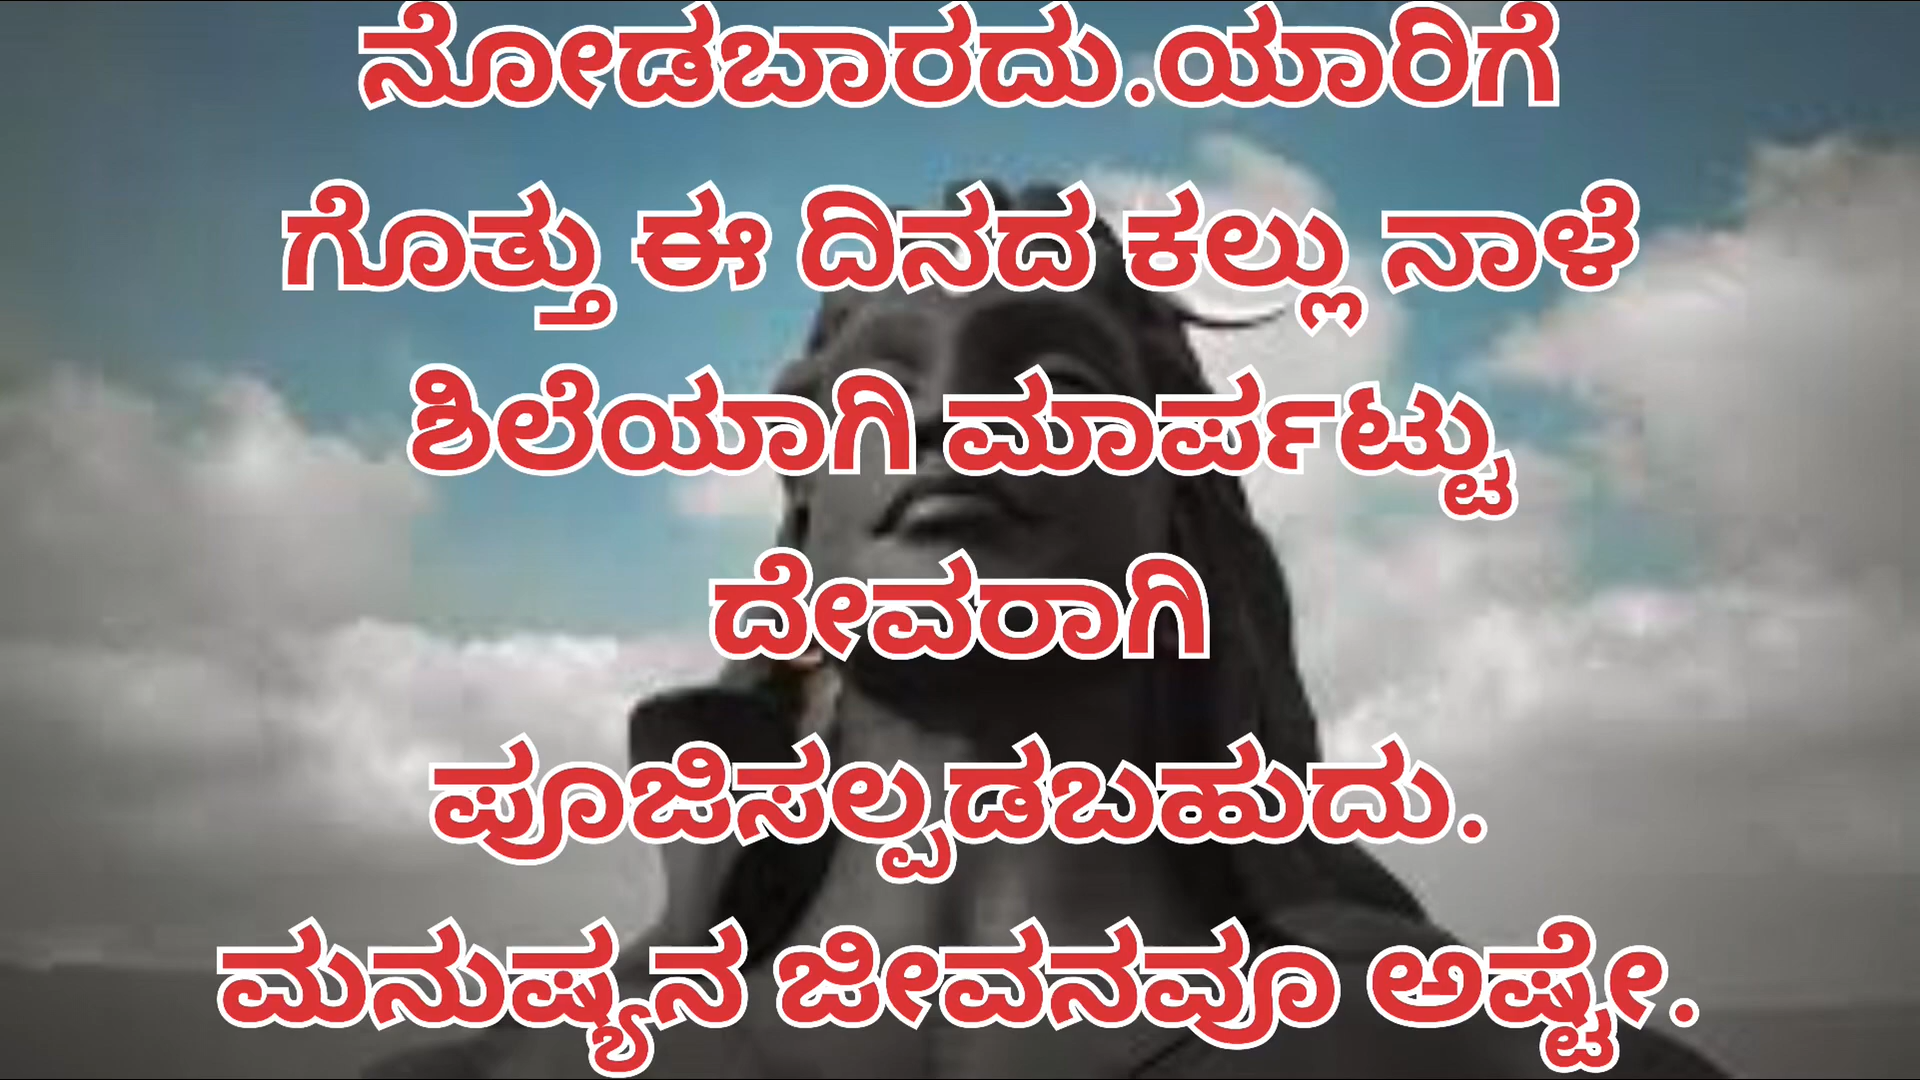 ನೋಡಬಾರದು.ಯಾರಿಗೆ
ಗೊತ್ತು ಈ ದಿನದ ಕಲ್ಲು ನಾಳೆ
ಶಿಲೆಯಾಗಿ ಮಾರ್ಪಟ್ಟು
ದೇವರಾಗಿ
ಪೂಜಿಸಲ್ಪಡಬಹುದು.
ಮನುಷ್ಯನ ಜೀವನವೂ ಅಷ್ಟೇ.